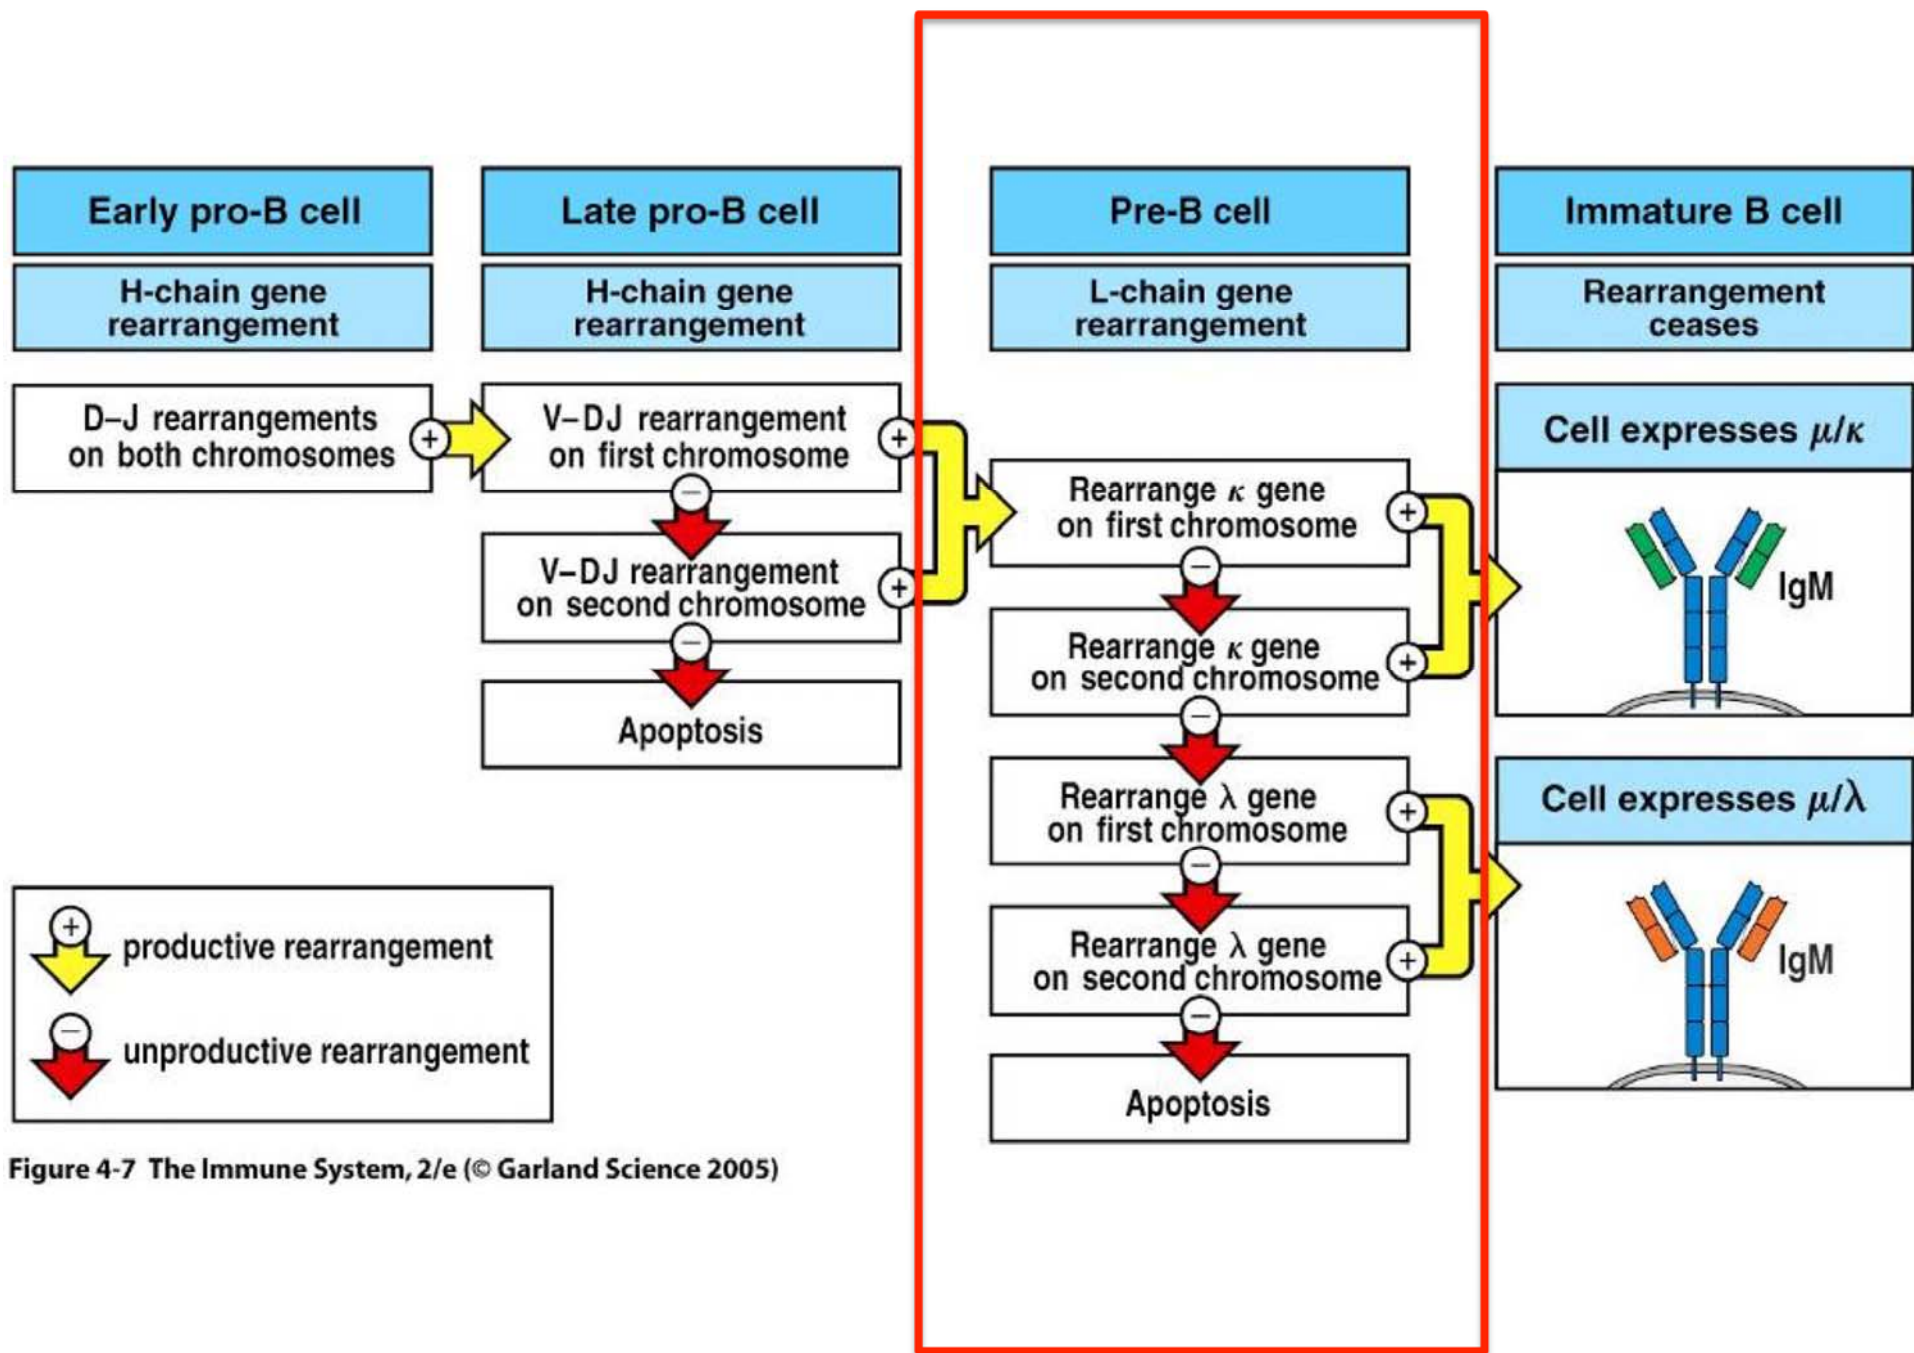 Early pro-B cell
H-chain gene
rearrangement
D–J rearrangements
on both chromosomes
+
Late pro-B cell
H-chain gene
rearrangement
V–DJ rearrangement
on first chromosome
+
−
V–DJ rearrangement
on second chromosome
+
−
Apoptosis
Pre-B cell
L-chain gene
rearrangement
Rearrange κ gene
on first chromosome
+
−
Rearrange κ gene
on second chromosome
+
−
Rearrange λ gene
on first chromosome
+
−
Rearrange λ gene
on second chromosome
+
−
Apoptosis
Immature B cell
Rearrangement
ceases
Cell expresses μ/κ
IgM
Cell expresses μ/λ
IgM
+
productive rearrangement
−
unproductive rearrangement
Figure 4-7 The Immune System, 2/e (© Garland Science 2005)